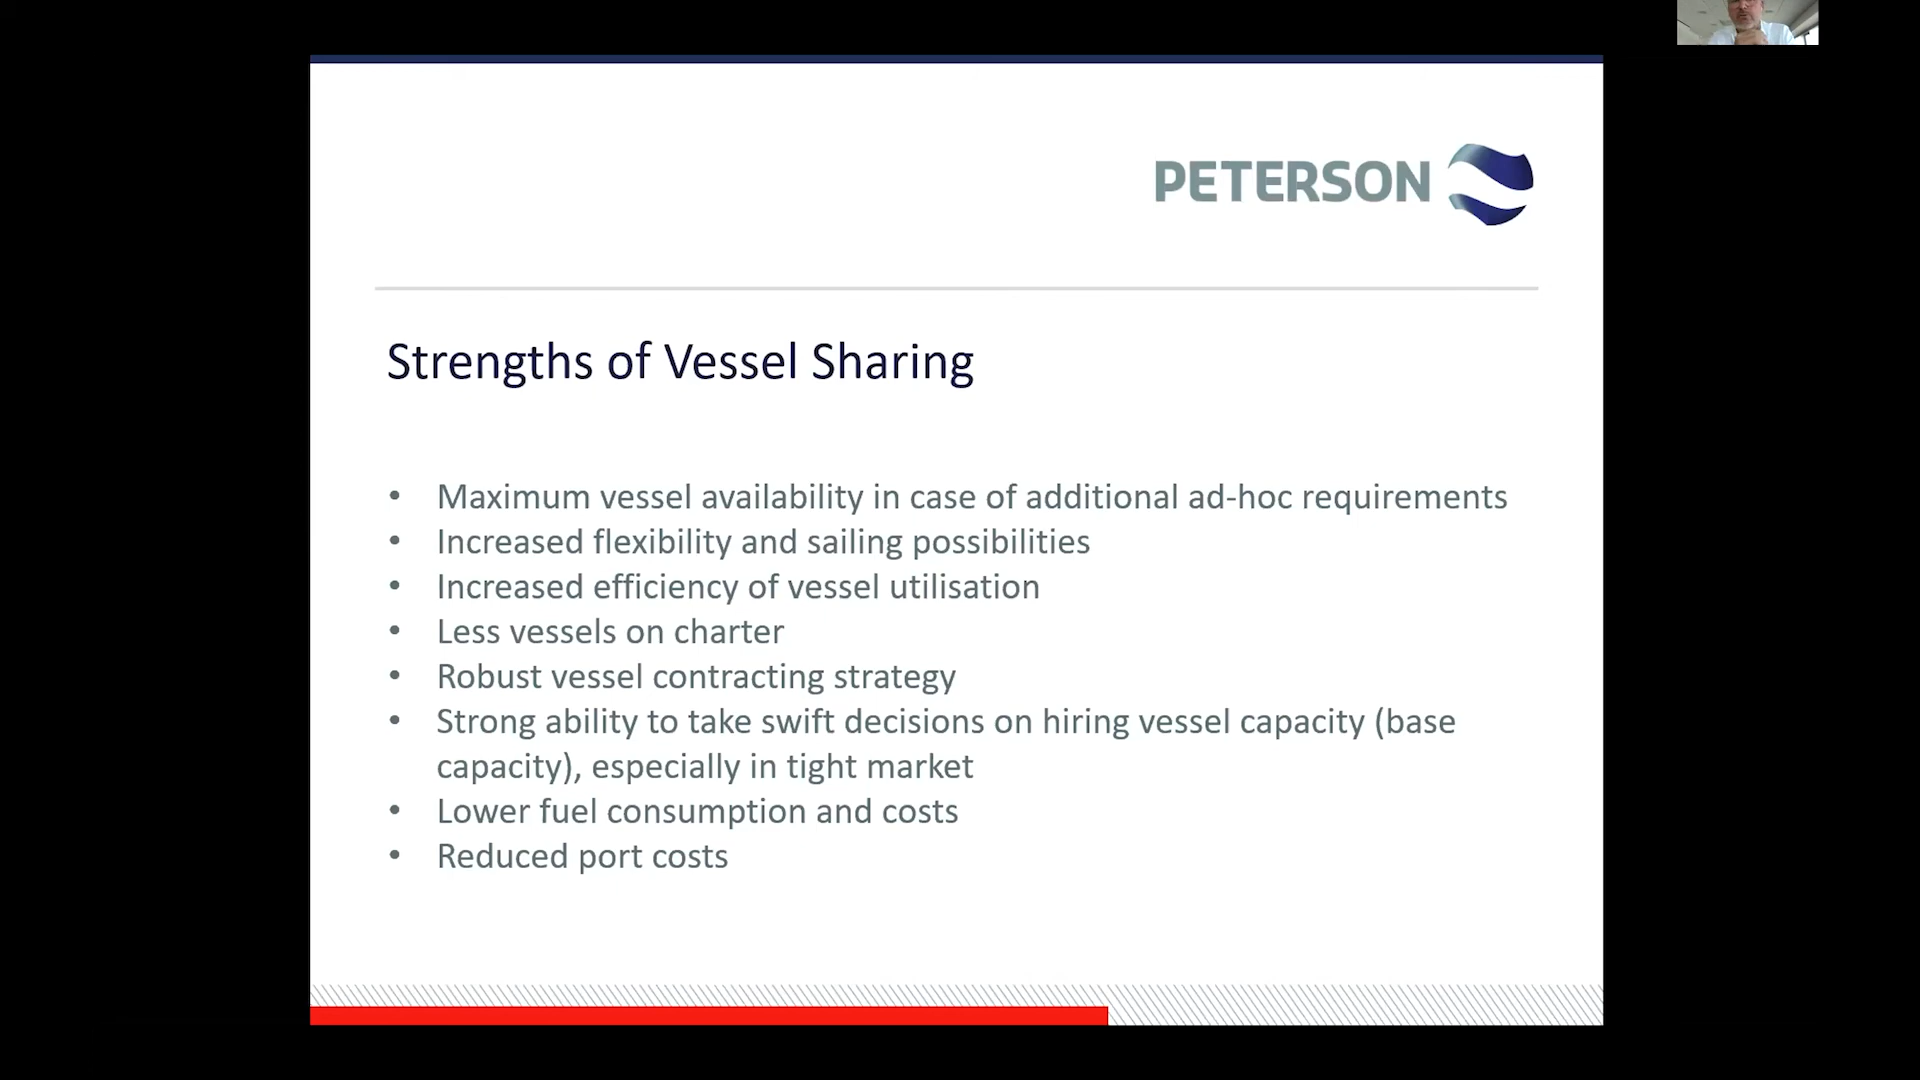 PETERSON
Strengths of Vessel Sharing
• Maximum vessel availability in case of additional ad-hoc requirements
• Increased flexibility and sailing possibilities
• Increased efficiency of vessel utilisation
• Less vessels on charter
• Robust vessel contracting strategy
• Strong ability to take swift decisions on hiring vessel capacity (base
capacity), especially in tight market
• Lower fuel consumption and costs
• Reduced port costs